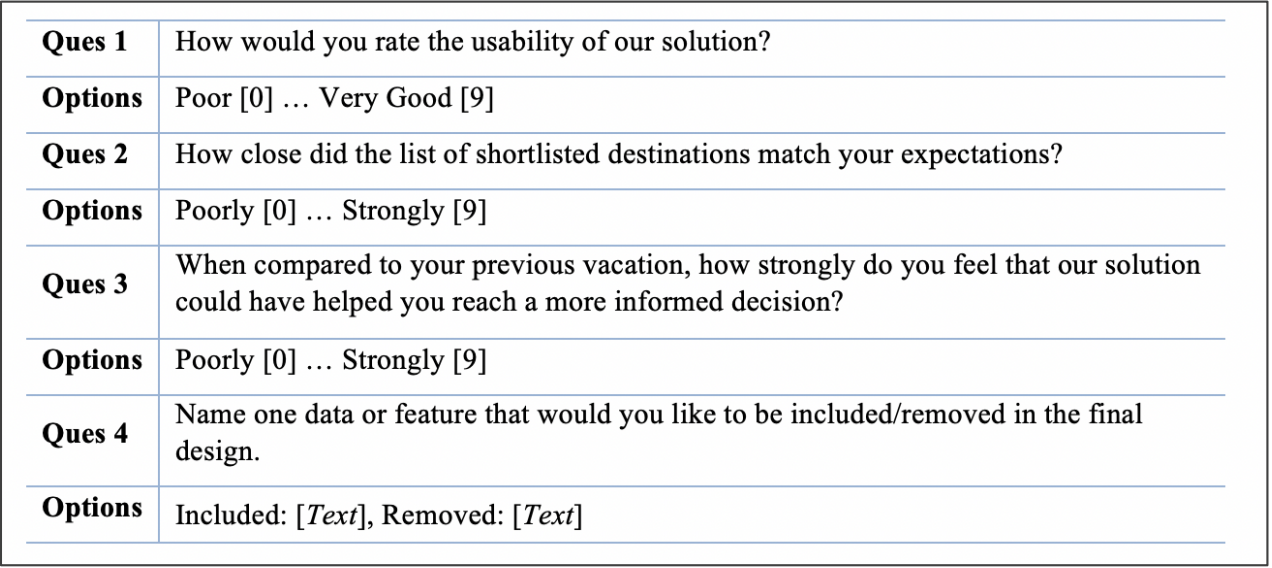 Ques 1 How would you rate the usability of our solution?
Options Poor [0] … Very Good [9]
Ques 2 How close did the list of shortlisted destinations match your expectations?
Options Poorly [0] … Strongly [9]
Ques 3 When compared to your previous vacation, how strongly do you feel that our solution
could have helped you reach a more informed decision?
Options Poorly [0] … Strongly [9]
Ques 4 Name one data or feature that would you like to be included/removed in the final
design.
Options Included: [Text], Removed: [Text]